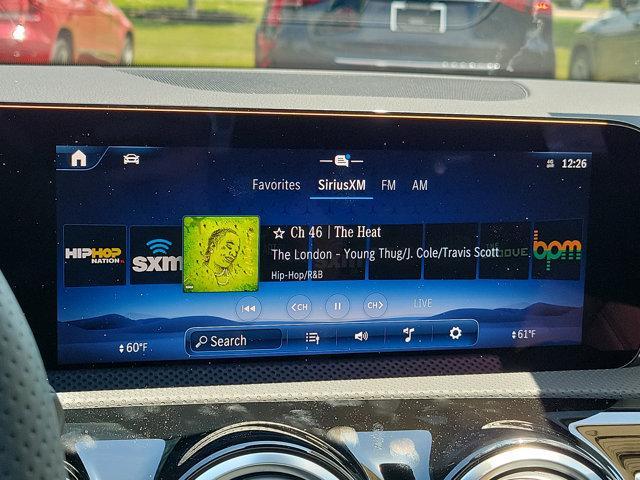 12:26
Favorites SiriusXM FM AM
Ch 46 | The Heat
HIPHOP
NATION
sxm
The London - Young Thug/J. Cole/Travis Scott
Hip-Hop/R&B
bpm
<CH CH> LIVE
Search
60°F
61°F